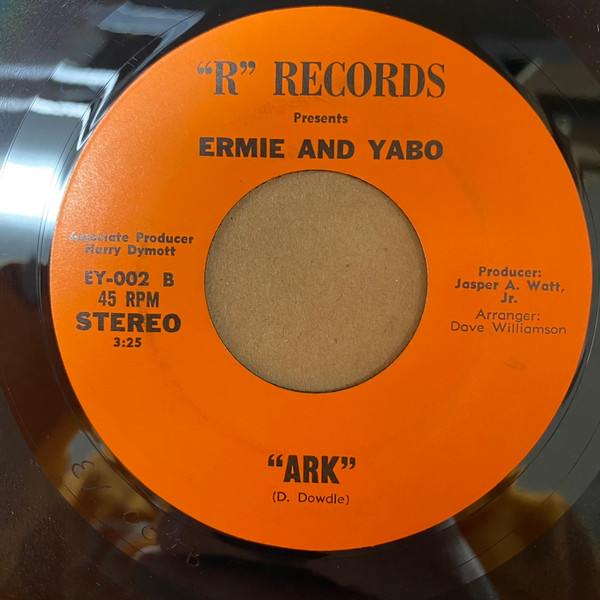 “R” RECORDS
Presents
ERMIE AND YABO
Associate Producer
Harry Dymott
EY-002 B
45 RPM
STEREO
3:25
Producer:
Jasper A. Watt,
Jr.
Arranger:
Dave Williamson
“ARK”
(D. Dowdle)